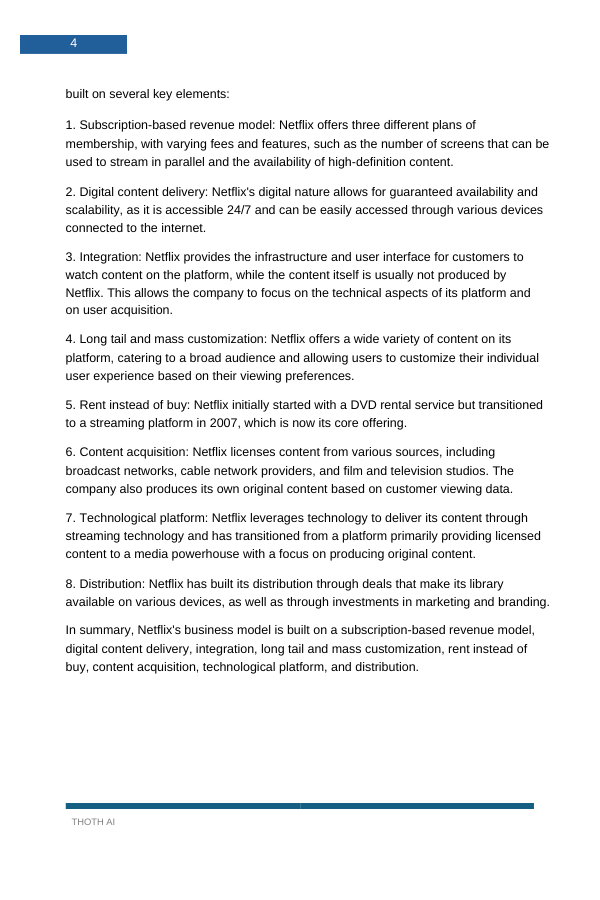 4
built on several key elements:
1. Subscription-based revenue model: Netflix offers three different plans of
membership, with varying fees and features, such as the number of screens that can be
used to stream in parallel and the availability of high-definition content.
2. Digital content delivery: Netflix's digital nature allows for guaranteed availability and
scalability, as it is accessible 24/7 and can be easily accessed through various devices
connected to the internet.
3. Integration: Netflix provides the infrastructure and user interface for customers to
watch content on the platform, while the content itself is usually not produced by
Netflix. This allows the company to focus on the technical aspects of its platform and
on user acquisition.
4. Long tail and mass customization: Netflix offers a wide variety of content on its
platform, catering to a broad audience and allowing users to customize their individual
user experience based on their viewing preferences.
5. Rent instead of buy: Netflix initially started with a DVD rental service but transitioned
to a streaming platform in 2007, which is now its core offering.
6. Content acquisition: Netflix licenses content from various sources, including
broadcast networks, cable network providers, and film and television studios. The
company also produces its own original content based on customer viewing data.
7. Technological platform: Netflix leverages technology to deliver its content through
streaming technology and has transitioned from a platform primarily providing licensed
content to a media powerhouse with a focus on producing original content.
8. Distribution: Netflix has built its distribution through deals that make its library
available on various devices, as well as through investments in marketing and branding.
In summary, Netflix's business model is built on a subscription-based revenue model,
digital content delivery, integration, long tail and mass customization, rent instead of
buy, content acquisition, technological platform, and distribution.
THOTH AI